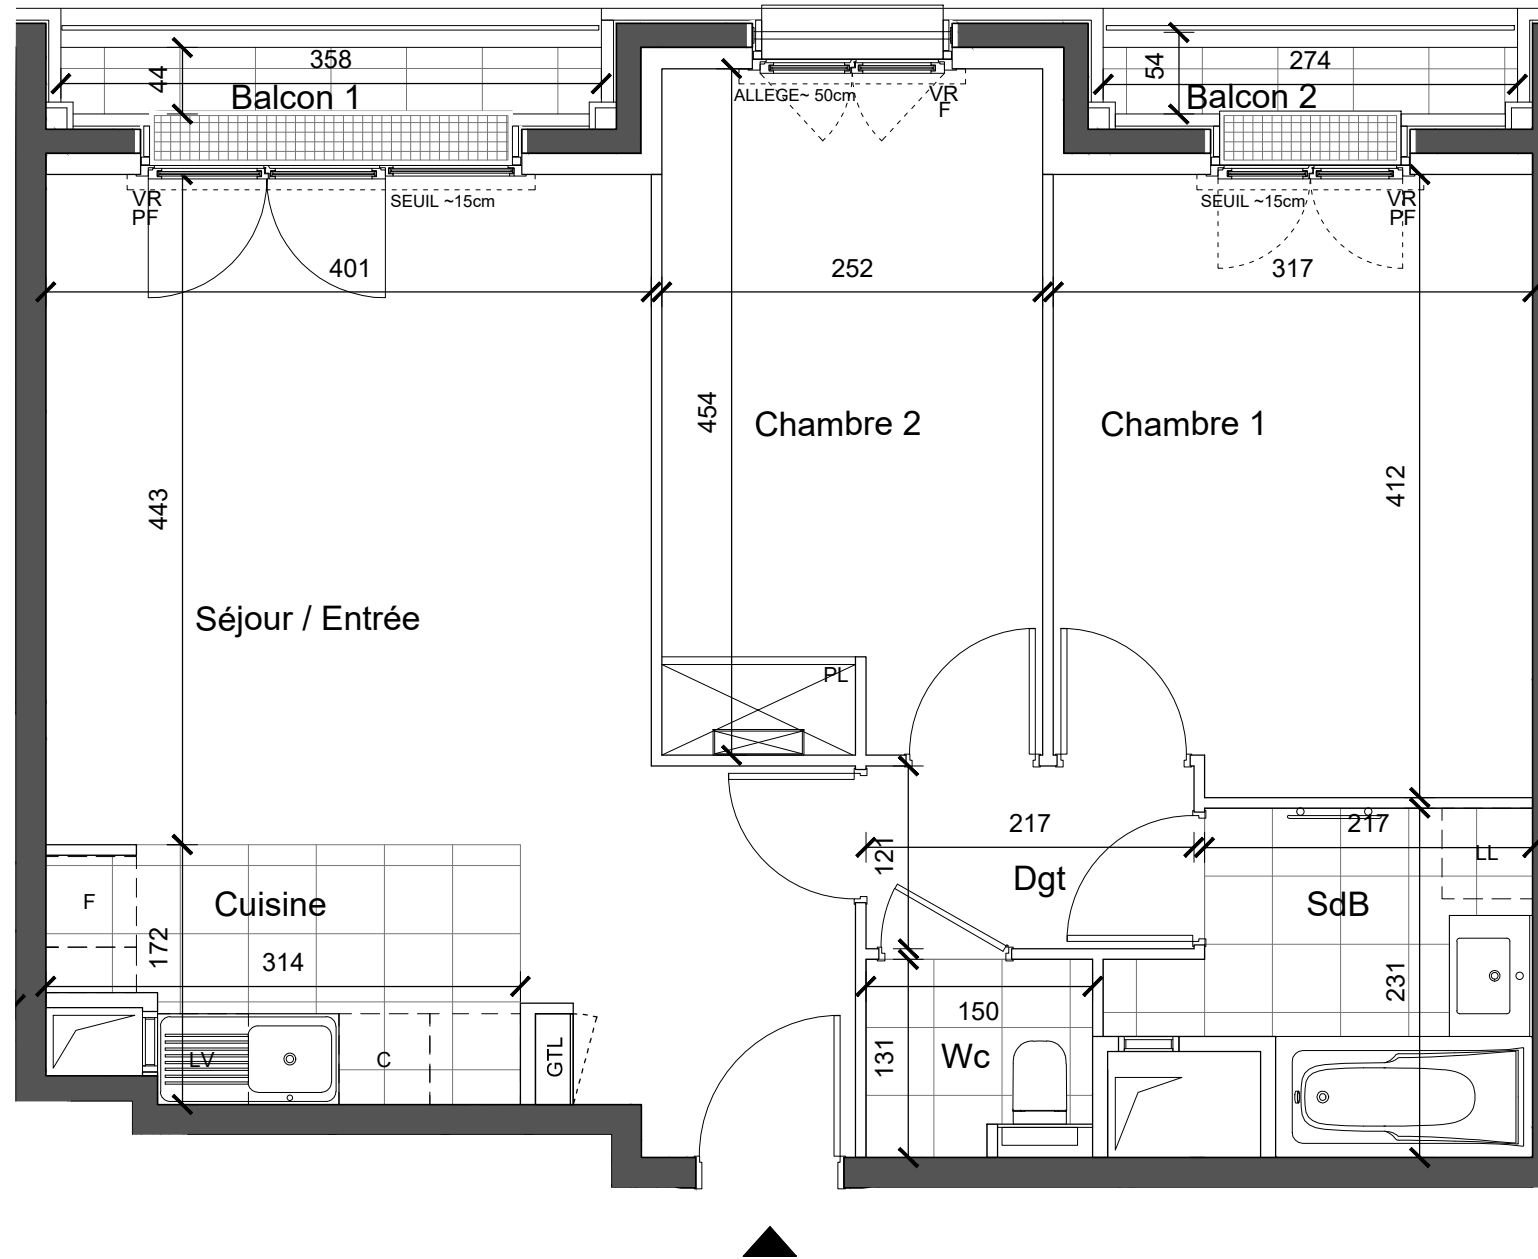 358
44
Balcon 1
ALLEGE~ 50cm
VR
F
54
274
Balcon 2
VR
PF
SEUIL ~15cm
SEUIL ~15cm
VR
PF
401
252
317
454
Chambre 2
Chambre 1
443
412
Séjour / Entrée
PL
217
217
121
LL
Dgt
F
Cuisine
SdB
172
314
231
150
131
Wc
LV
C
GTL